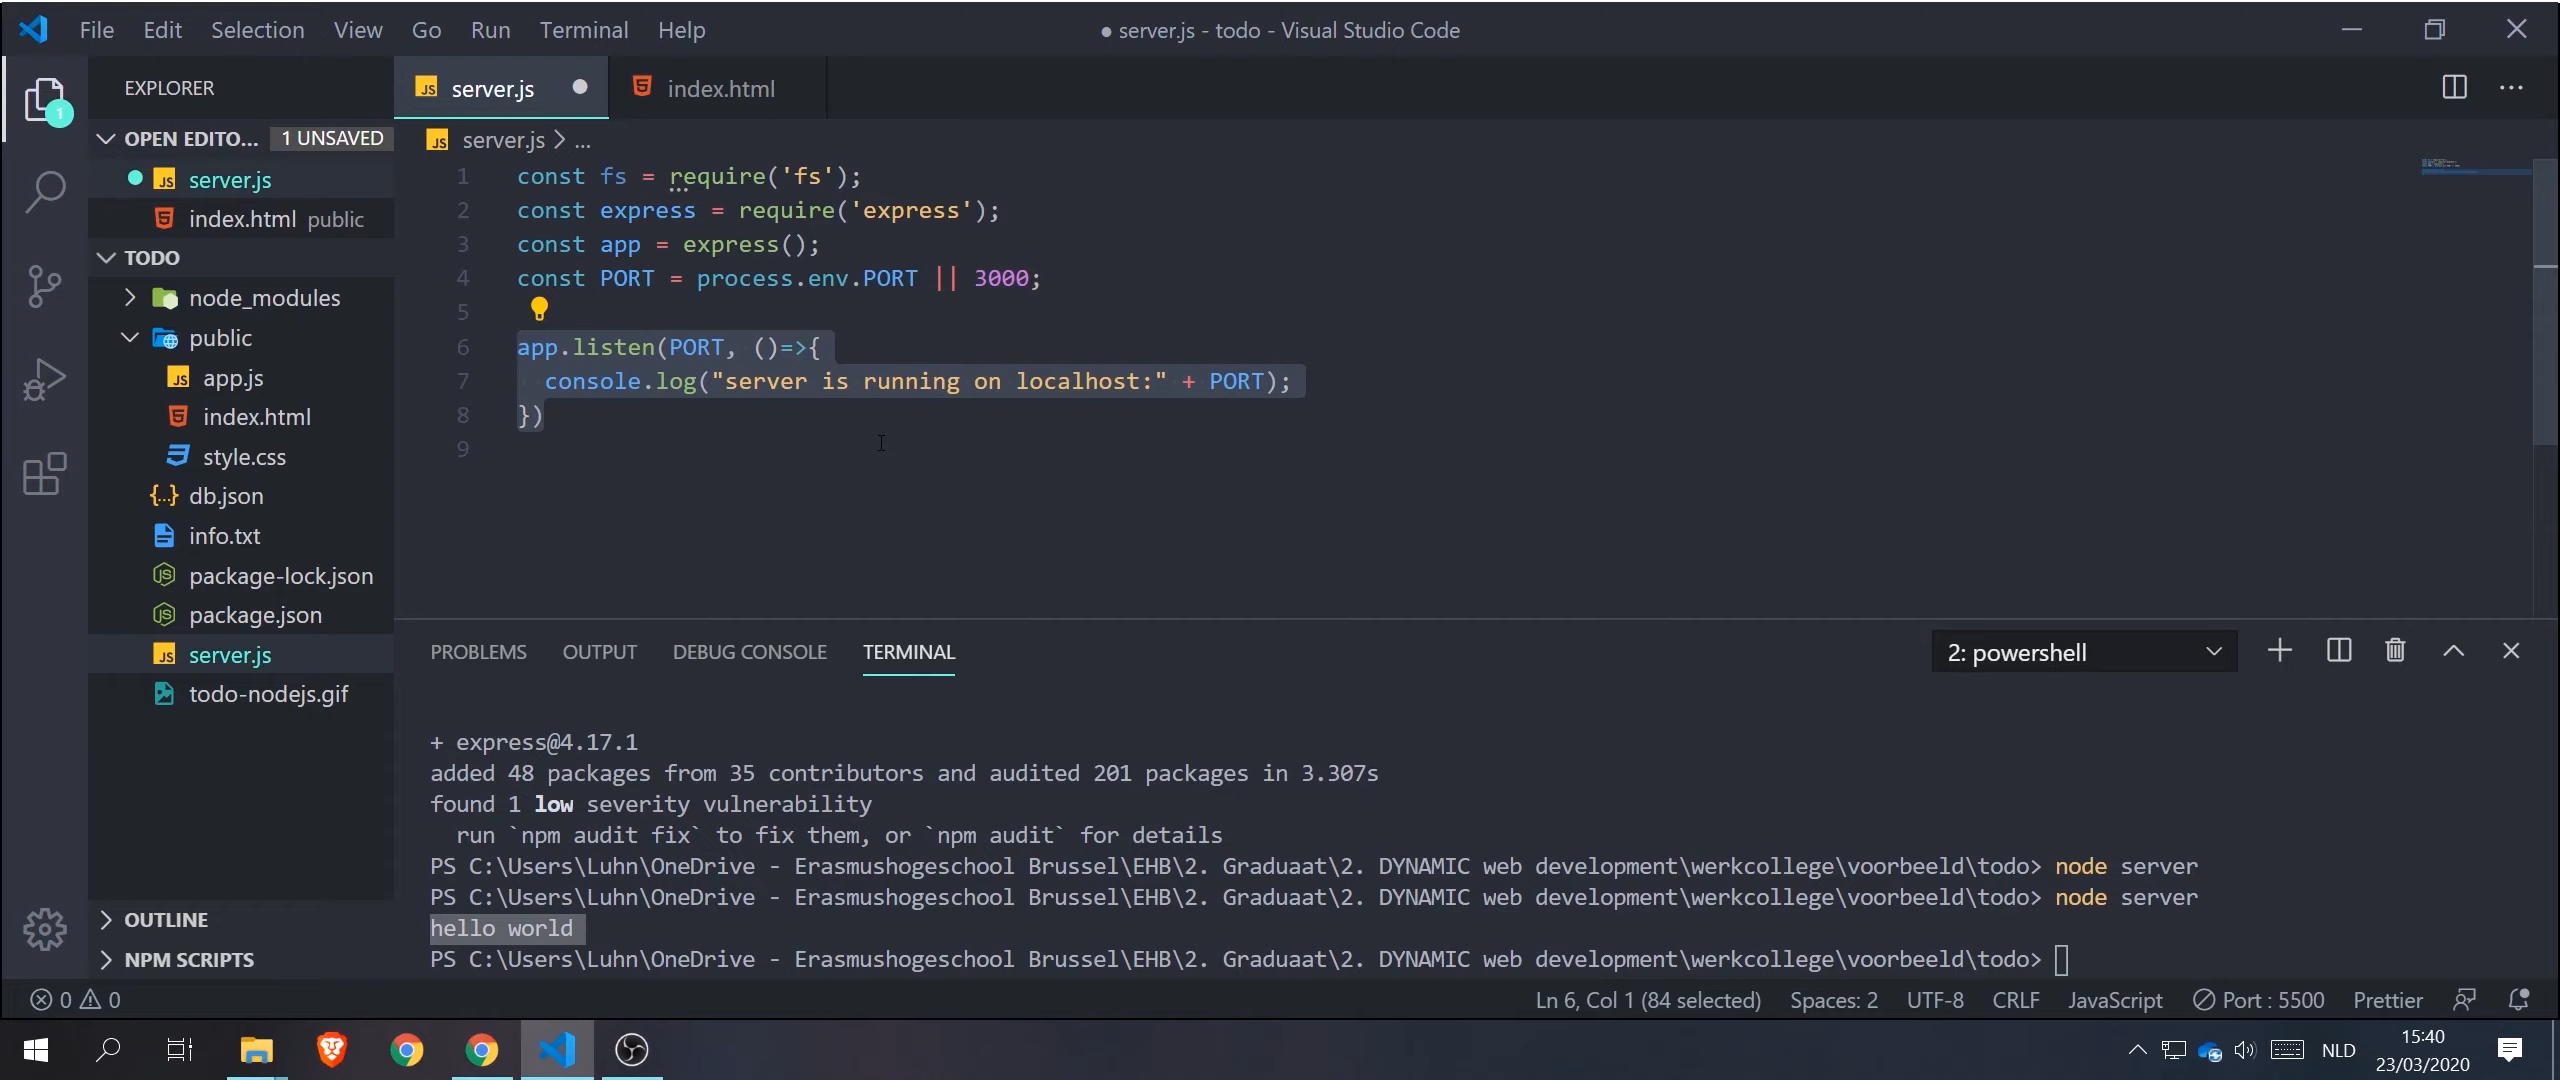 File Edit Selection View Go Run Terminal Help
● server.js - todo - Visual Studio Code
EXPLORER
1
OPEN EDITO... 1 UNSAVED
JS server.js
index.html public
TODO
node_modules
public
JS app.js
index.html
style.css
{...} db.json
info.txt
package-lock.json
package.json
JS server.js
todo-nodejs.gif
OUTLINE
NPM SCRIPTS
JS server.js
index.html
JS server.js > ...
1 const fs = require('fs');
2 const express = require('express');
3 const app = express();
4 const PORT = process.env.PORT || 3000;
5
6 app.listen(PORT, ()=>{
7 console.log("server is running on localhost:" + PORT);
8 })
9
PROBLEMS OUTPUT DEBUG CONSOLE TERMINAL
2: powershell
+ express@4.17.1
added 48 packages from 35 contributors and audited 201 packages in 3.307s
found 1 low severity vulnerability
run `npm audit fix` to fix them, or `npm audit` for details
PS C:\Users\Luhn\OneDrive - Erasmushogeschool Brussel\EHB\2. Graduaat\2. DYNAMIC web development\werkcollege\voorbeeld\todo> node server
PS C:\Users\Luhn\OneDrive - Erasmushogeschool Brussel\EHB\2. Graduaat\2. DYNAMIC web development\werkcollege\voorbeeld\todo> node server
hello world
PS C:\Users\Luhn\OneDrive - Erasmushogeschool Brussel\EHB\2. Graduaat\2. DYNAMIC web development\werkcollege\voorbeeld\todo>
0 0
Ln 6, Col 1 (84 selected) Spaces: 2 UTF-8 CRLF JavaScript Port : 5500 Prettier
NLD
15:40
23/03/2020